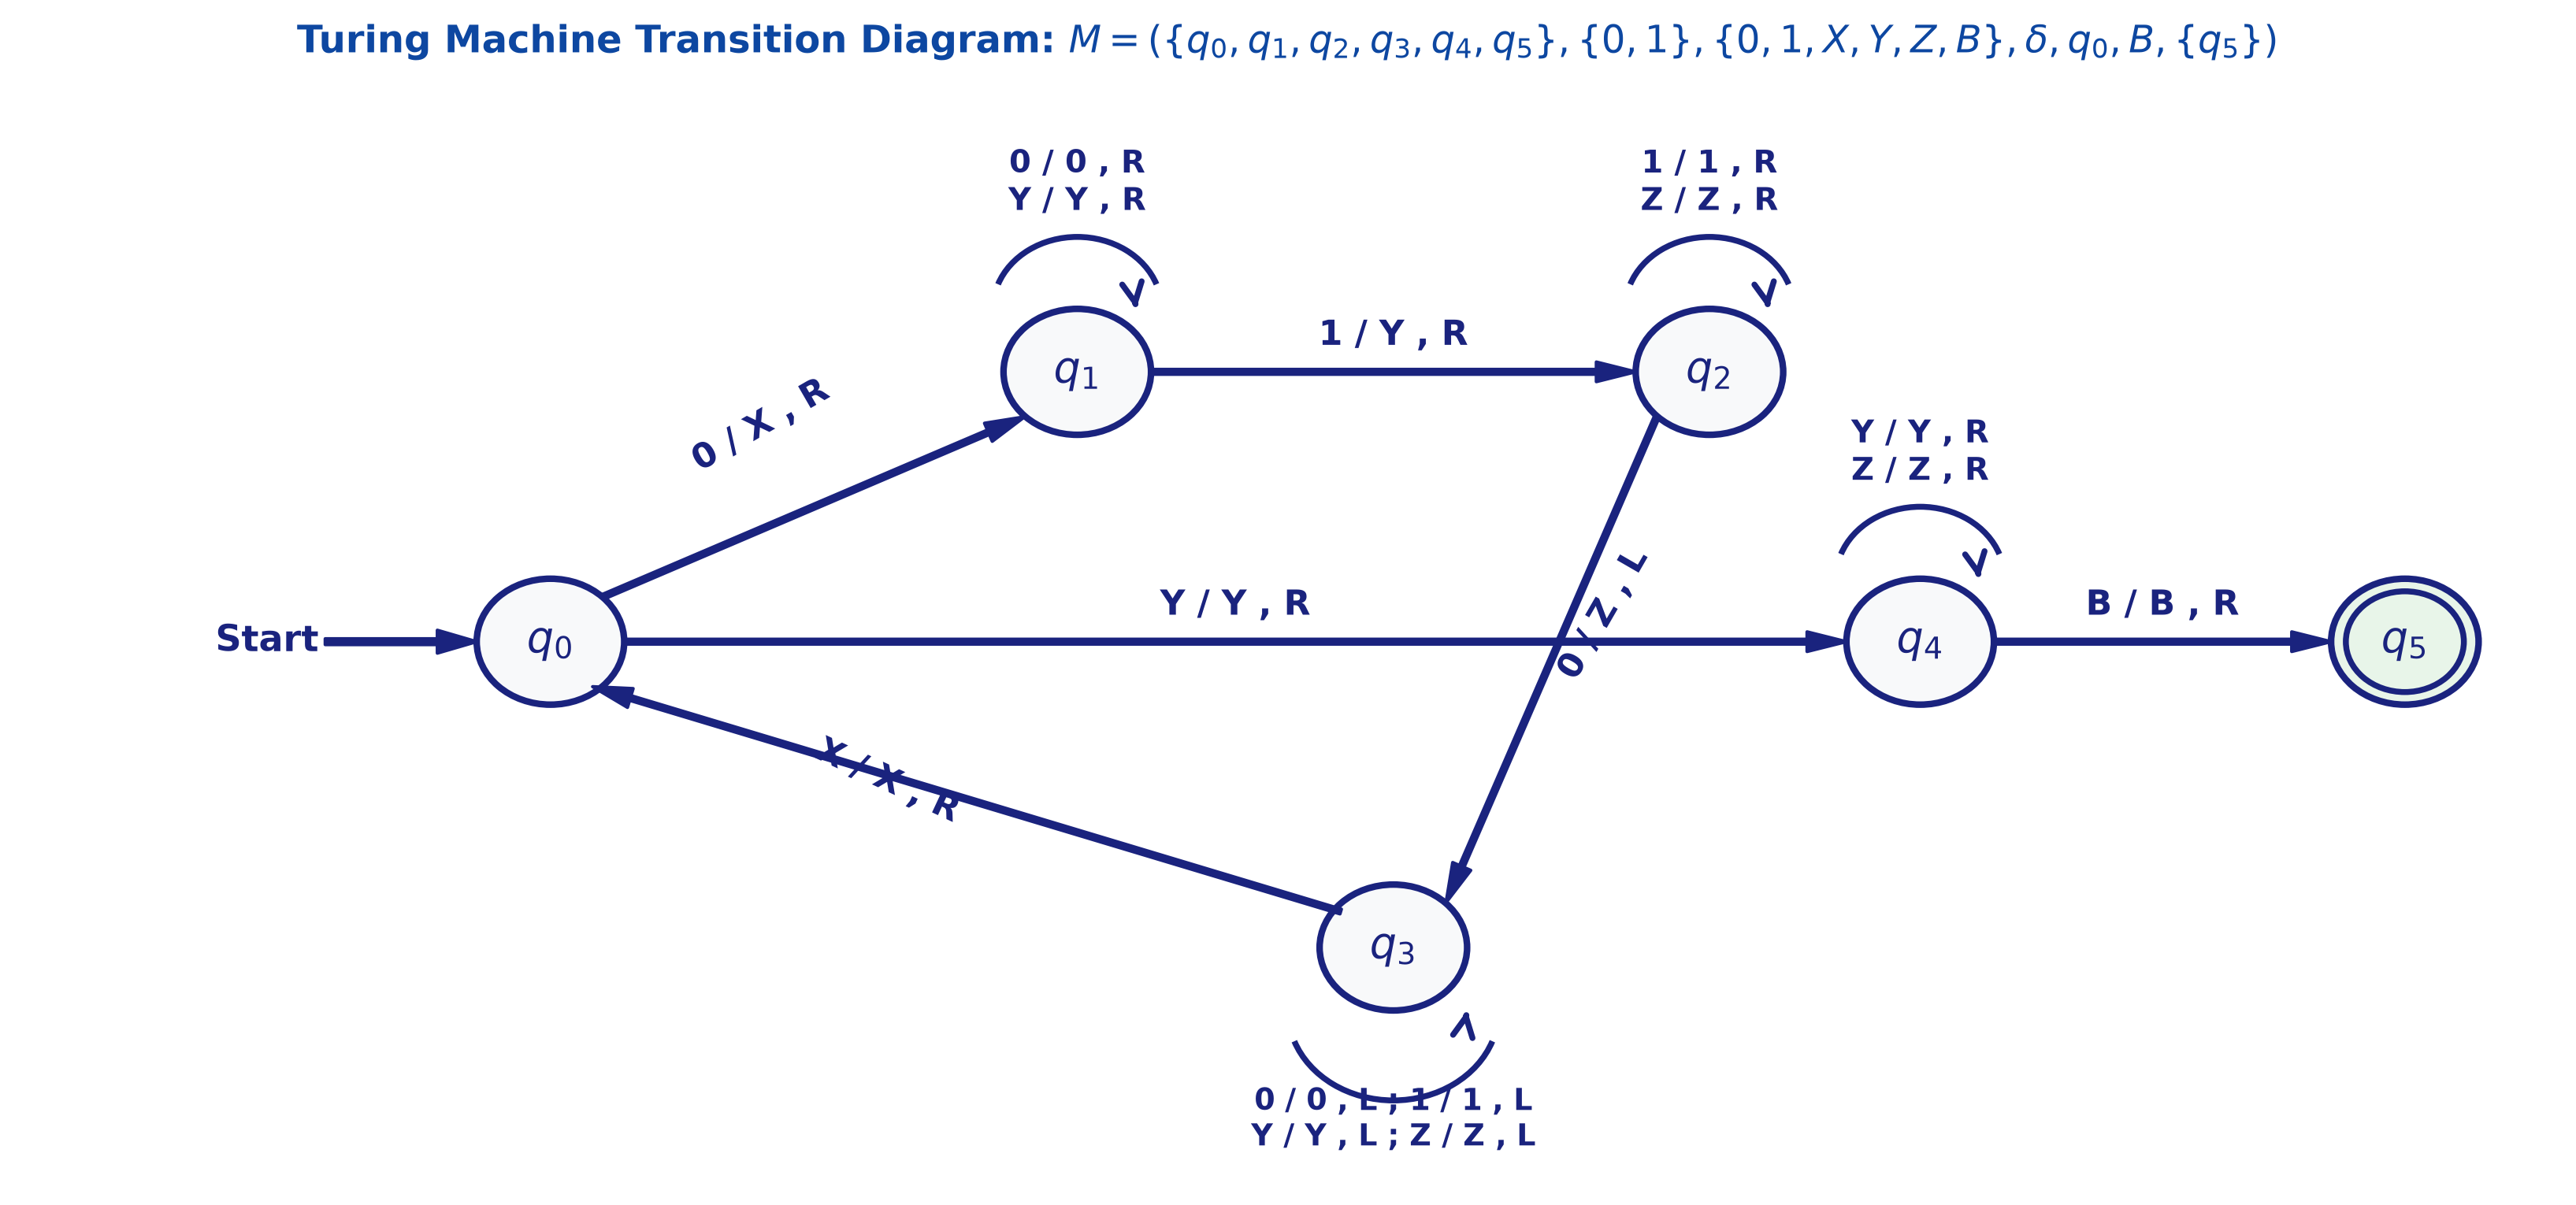 Turing Machine Transition Diagram: M = ({q₀, q₁, q₂, q₃, q₄, q₅}, {0, 1}, {0, 1, X, Y, Z, B}, δ, q₀, B, {q₅})
0 / 0 , R
Y / Y , R
1 / 1 , R
Z / Z , R
1 / Y , R
q₁
q₂
0 / X , R
Y / Y , R
Z / Z , R
0 / Z , L
Y / Y , R
B / B , R
Start
q₀
q₄
q₅
X / X , R
q₃
0 / 0 , L ; 1 / 1 , L
Y / Y , L ; Z / Z , L